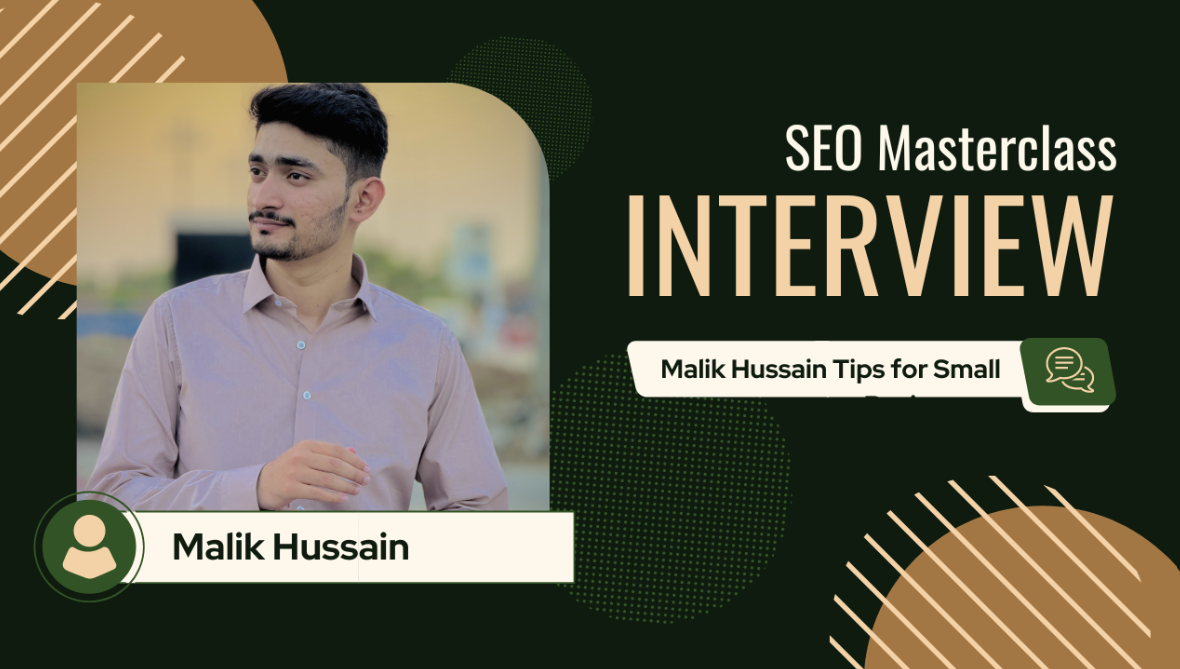 SEO Masterclass
INTERVIEW
Malik Hussain Tips for Small
Malik Hussain